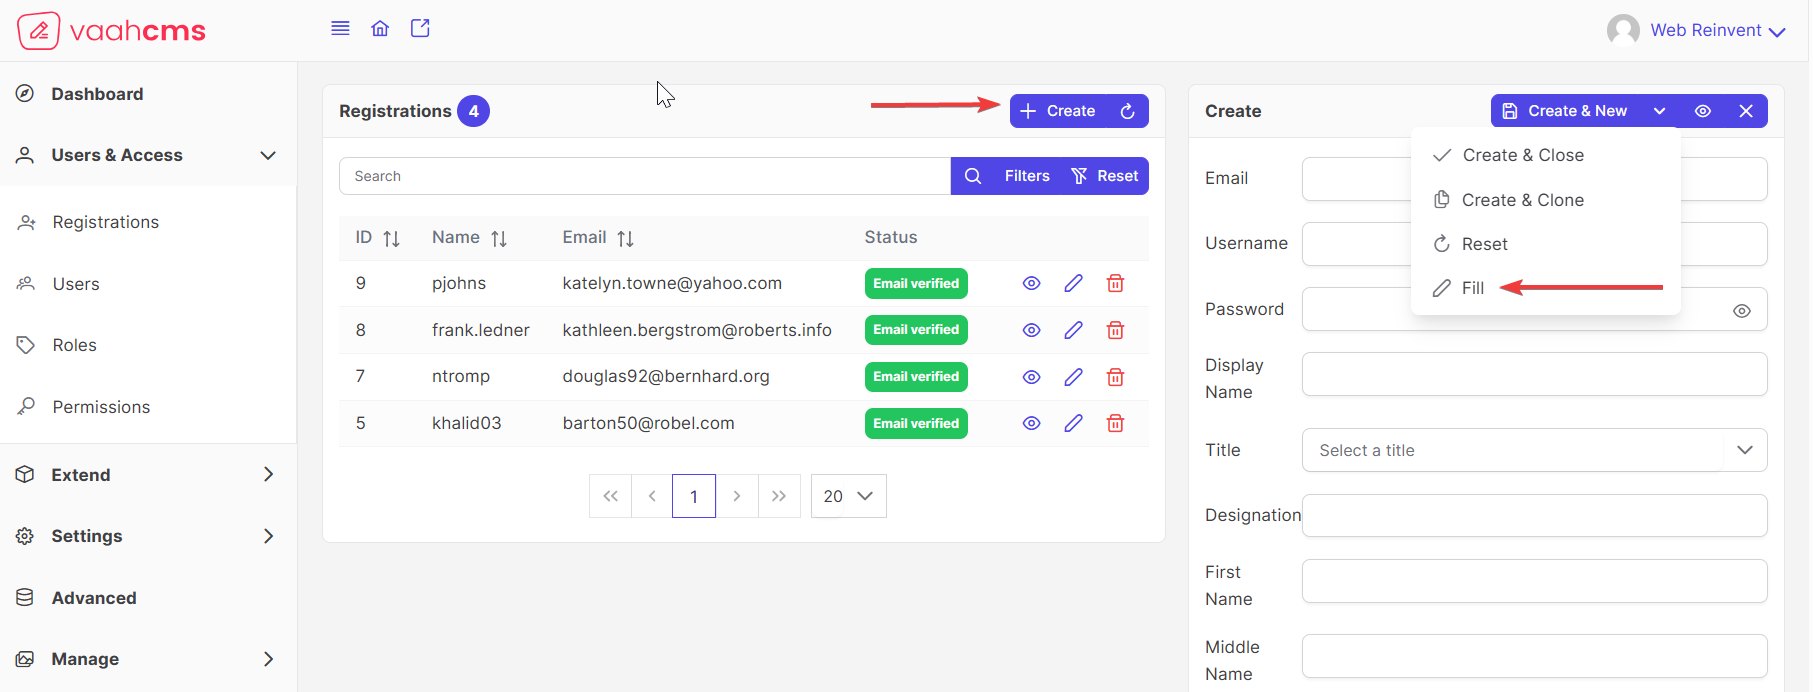 vaahcms
Web Reinvent
Dashboard
Users & Access
Registrations
Users
Roles
Permissions
Extend
Settings
Advanced
Manage
Registrations 4
Create
Search
Filters
Reset
ID Name Email Status
9 pjohns katelyn.towne@yahoo.com Email verified
8 frank.ledner kathleen.bergstrom@roberts.info Email verified
7 ntromp douglas92@bernhard.org Email verified
5 khalid03 barton50@robel.com Email verified
1
20
Create
Create & New
Create & Close
Create & Clone
Reset
Fill
Email
Username
Password
Display
Name
Title
Select a title
Designation
First
Name
Middle
Name